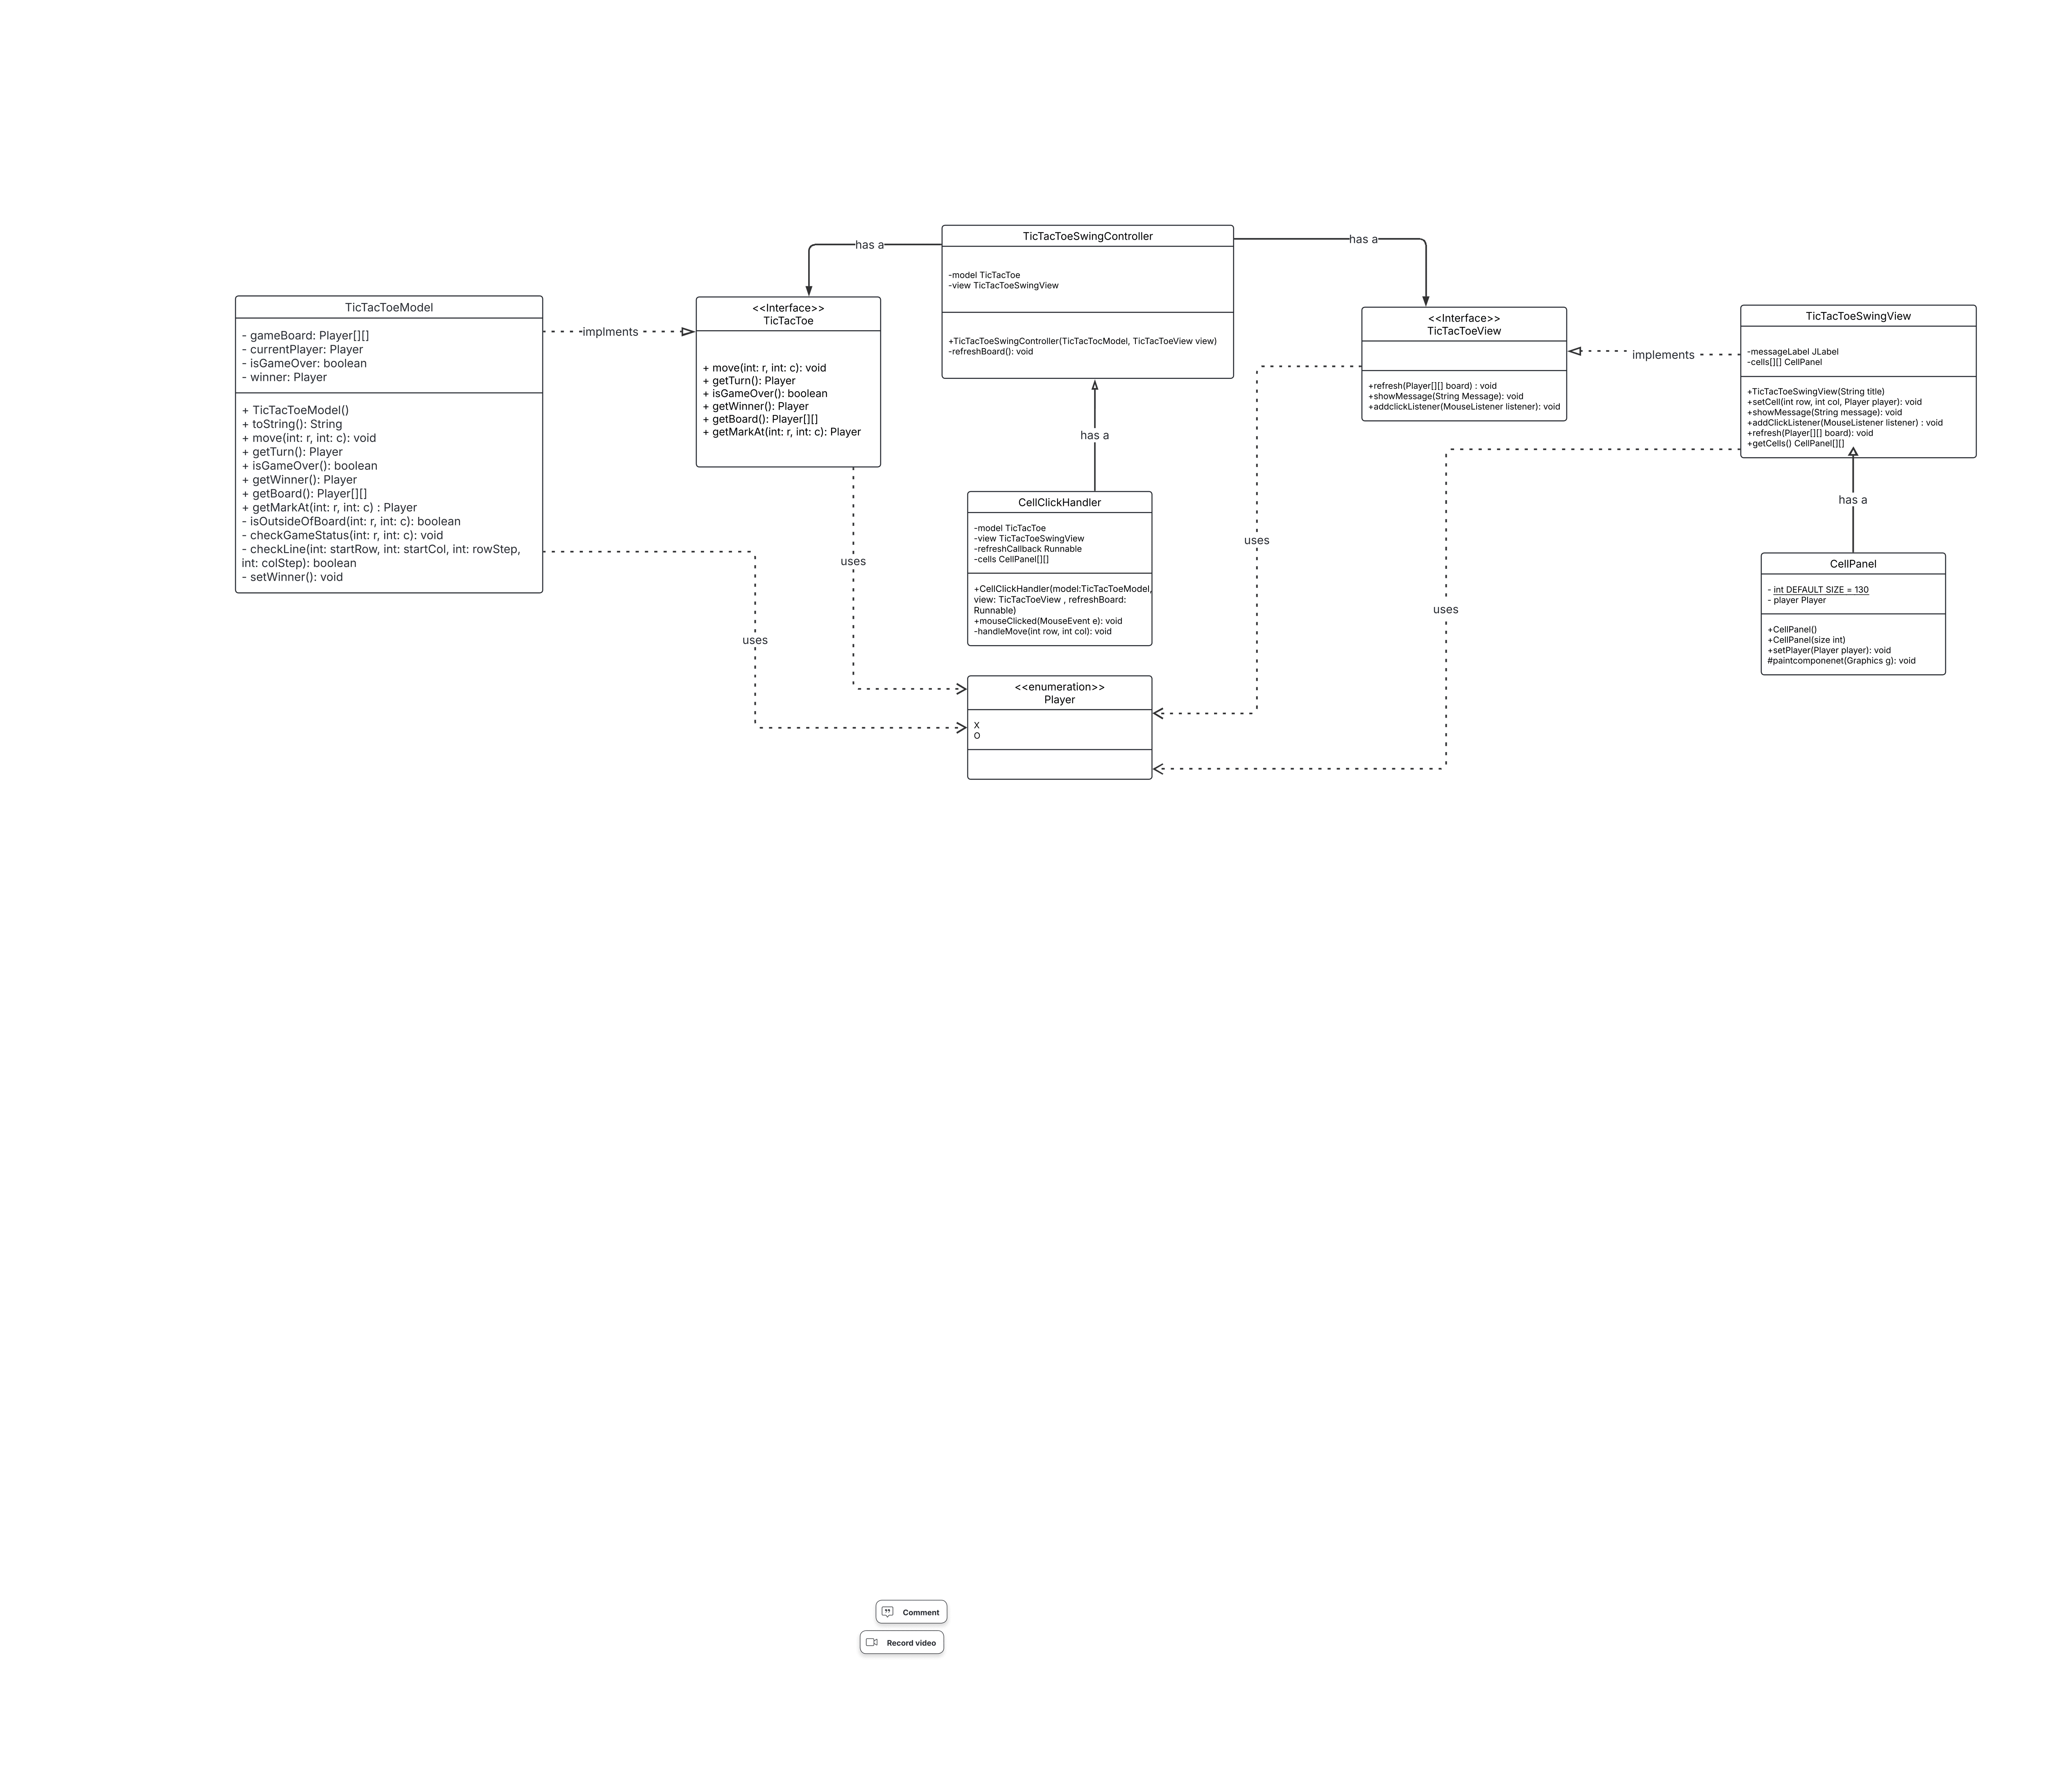 TicTacToeModel
- gameBoard: Player[][]
- currentPlayer: Player
- isGameOver: boolean
- winner: Player
+ TicTacToeModel()
+ toString(): String
+ move(int: r, int: c): void
+ getTurn(): Player
+ isGameOver(): boolean
+ getWinner(): Player
+ getBoard(): Player[][]
+ getMarkAt(int: r, int: c) : Player
- isOutsideOfBoard(int: r, int: c): boolean
- checkGameStatus(int: r, int: c): void
- checkLine(int: startRow, int: startCol, int: rowStep,
int: colStep): boolean
- setWinner(): void
implments
uses
<<Interface>>
TicTacToe
+ move(int: r, int: c): void
+ getTurn(): Player
+ isGameOver(): boolean
+ getWinner(): Player
+ getBoard(): Player[][]
+ getMarkAt(int: r, int: c): Player
has a
uses
TicTacToeSwingController
-model TicTacToe
-view TicTacToeSwingView
+TicTacToeSwingController(TicTacTocModel, TicTacToeView view)
-refreshBoard(): void
has a
CellClickHandler
-model TicTacToe
-view TicTacToeSwingView
-refreshCallback Runnable
-cells CellPanel[][]
+CellClickHandler(model:TicTacToeModel,
view: TicTacToeView , refreshBoard:
Runnable)
+mouseClicked(MouseEvent e): void
-handleMove(int row, int col): void
<<enumeration>>
Player
X
O
has a
uses
<<Interface>>
TicTacToeView
+refresh(Player[][] board) : void
+showMessage(String Message): void
+addclickListener(MouseListener listener): void
implements
uses
TicTacToeSwingView
-messageLabel JLabel
-cells[][] CellPanel
+TicTacToeSwingView(String title)
+setCell(int row, int col, Player player): void
+showMessage(String message): void
+addClickListener(MouseListener listener) : void
+refresh(Player[][] board): void
+getCells() CellPanel[][]
has a
CellPanel
- int DEFAULT SIZE = 130
- player Player
+CellPanel()
+CellPanel(size int)
+setPlayer(Player player): void
#paintcomponenet(Graphics g): void
Comment
Record video